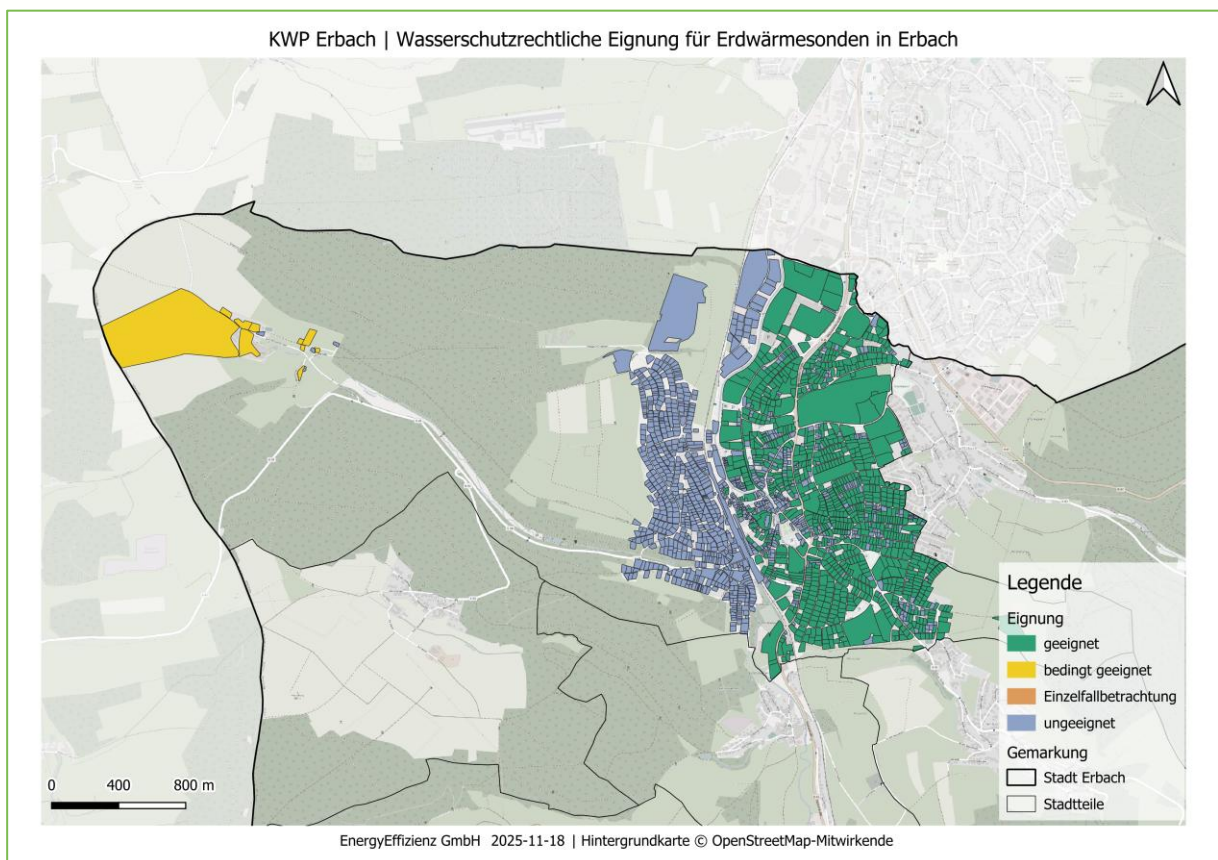 KWP Erbach | Wasserschutzrechtliche Eignung für Erdwärmesonden in Erbach
Legende
Eignung
geeignet
bedingt geeignet
Einzelfallbetrachtung
ungeeignet
Gemarkung
Stadt Erbach
Stadtteile
0 400 800 m
EnergyEffizienz GmbH 2025-11-18 | Hintergrundkarte © OpenStreetMap-Mitwirkende